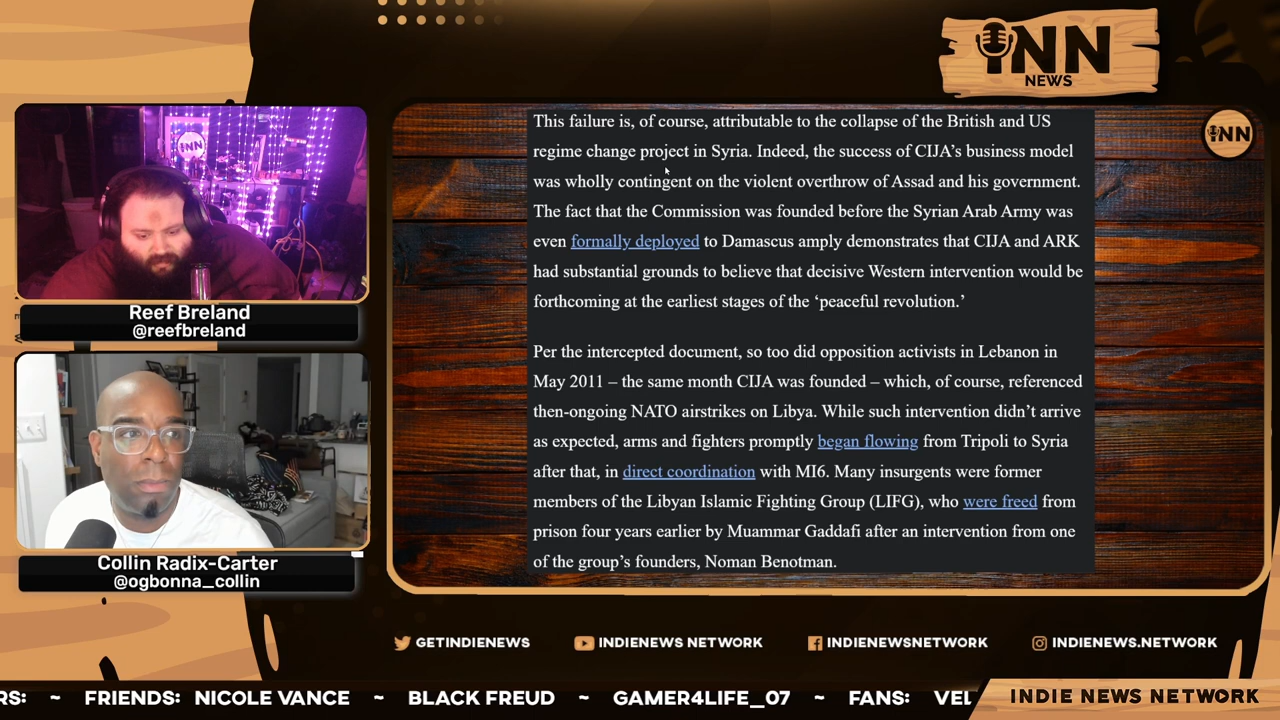 INN
NEWS
INN
INN
Reef Breland
@reefbreland
Collin Radix-Carter
@ogbonna_collin
This failure is, of course, attributable to the collapse of the British and US
regime change project in Syria. Indeed, the success of CIJA’s business model
was wholly contingent on the violent overthrow of Assad and his government.
The fact that the Commission was founded before the Syrian Arab Army was
even formally deployed to Damascus amply demonstrates that CIJA and ARK
had substantial grounds to believe that decisive Western intervention would be
forthcoming at the earliest stages of the ‘peaceful revolution.’
Per the intercepted document, so too did opposition activists in Lebanon in
May 2011 – the same month CIJA was founded – which, of course, referenced
then-ongoing NATO airstrikes on Libya. While such intervention didn’t arrive
as expected, arms and fighters promptly began flowing from Tripoli to Syria
after that, in direct coordination with MI6. Many insurgents were former
members of the Libyan Islamic Fighting Group (LIFG), who were freed from
prison four years earlier by Muammar Gaddafi after an intervention from one
of the group’s founders, Noman Benotman.
GETINDIENEWS
INDIENEWS NETWORK
INDIENEWSNETWORK
INDIENEWS.NETWORK
RS: ~ FRIENDS: NICOLE VANCE ~ BLACK FREUD ~ GAMER4LIFE_07 ~ FANS: VEL
INDIE NEWS NETWORK